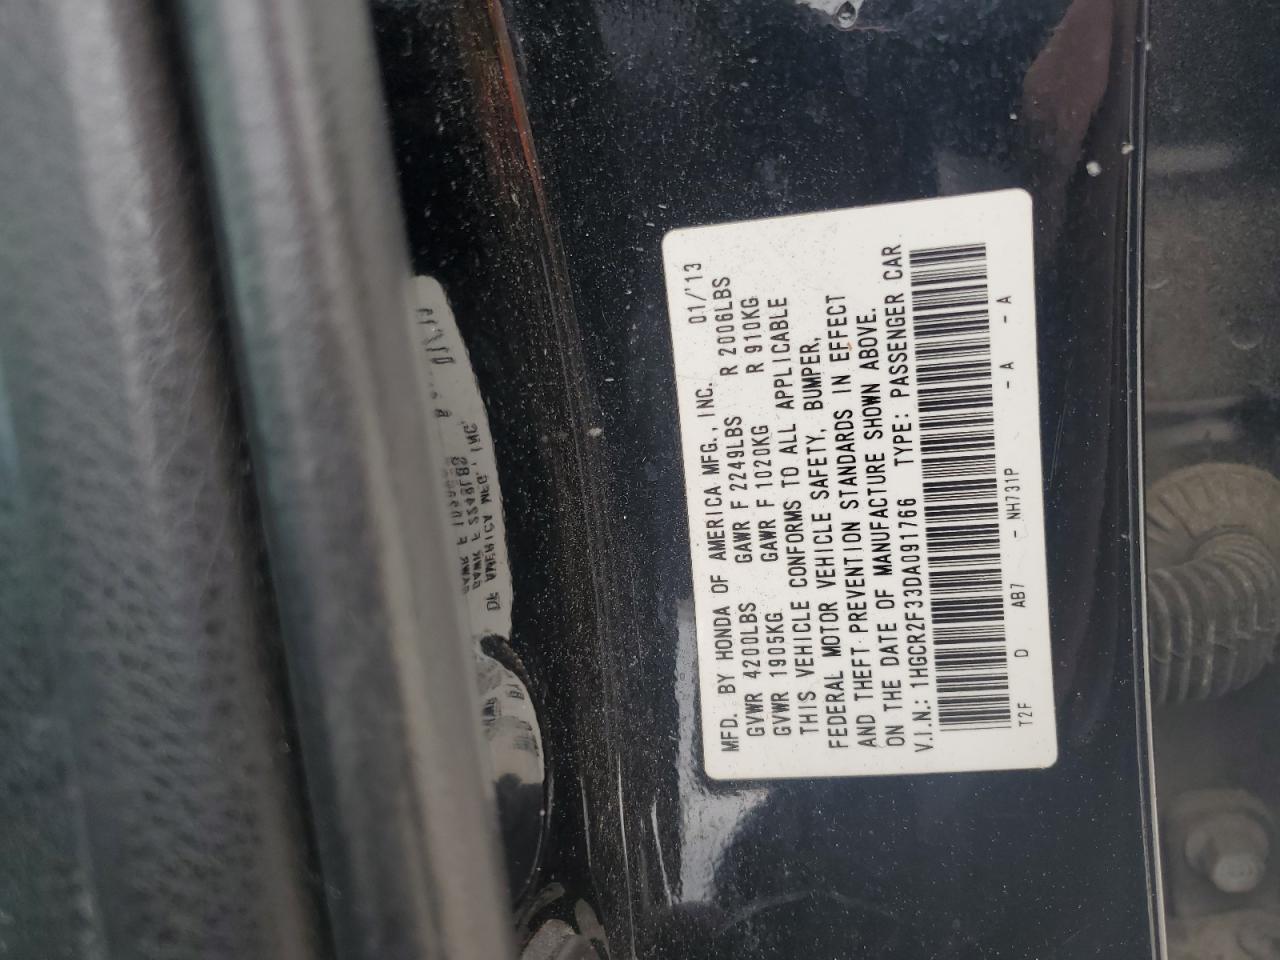 MFD. BY HONDA OF AMERICA MFG., INC. 01/'13
GVWR 4200LBS GAWR F 2249LBS R 2006LBS
GVWR 1905KG GAWR F 1020KG R 910KG
THIS VEHICLE CONFORMS TO ALL APPLICABLE
FEDERAL MOTOR VEHICLE SAFETY, BUMPER,
AND THEFT PREVENTION STANDARDS IN EFFECT
ON THE DATE OF MANUFACTURE SHOWN ABOVE.
V.I.N.: 1HGCR2F33DA091766 TYPE: PASSENGER CAR
T2F D AB7 - NH731P - A - A